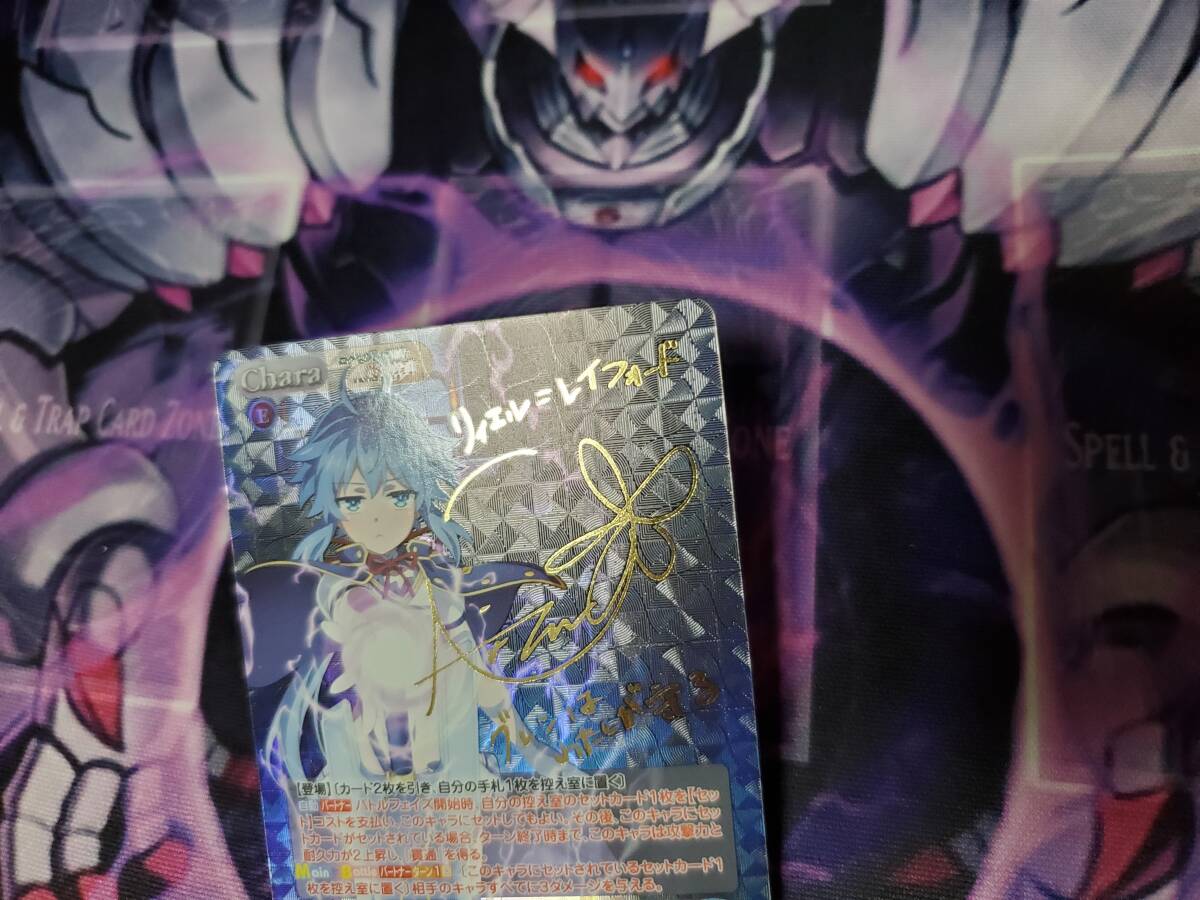 Chara
E
リィエル=レイフォード
L & TRAP CARD ZONE
ONE
SPELL &
グレンは
わたしが守る
【登場】〔カード2枚を引き、自分の手札1枚を控え室に置く〕
自動 パートナー バトルフェイズ開始時、自分の控え室のセットカード1枚を【セッ
ト】コストを支払い、このキャラにセットしてもよい。その後、このキャラにセッ
トカードがセットされている場合、ターン終了時まで、このキャラは攻撃力と
耐久力が2上昇し、『貫通』を得る。
Main Battle パートナー ターン1回 〔このキャラにセットされているセットカード1
枚を控え室に置く〕相手のキャラすべてに3ダメージを与える。